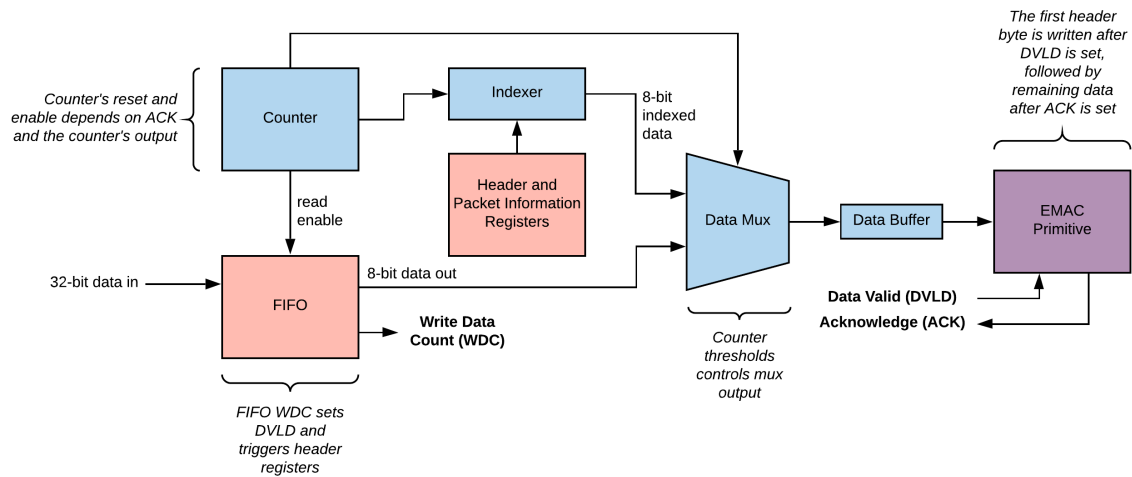 The first header
byte is written after
DVLD is set,
followed by
remaining data
after ACK is set
Counter's reset and
enable depends on ACK
and the counter's output
Counter
Indexer
8-bit
indexed
data
Header and
Packet Information
Registers
read
enable
Data Mux
Data Buffer
EMAC
Primitive
32-bit data in
FIFO
8-bit data out
Write Data
Count (WDC)
Data Valid (DVLD)
Acknowledge (ACK)
Counter
thresholds
controls mux
output
FIFO WDC sets
DVLD and
triggers header
registers